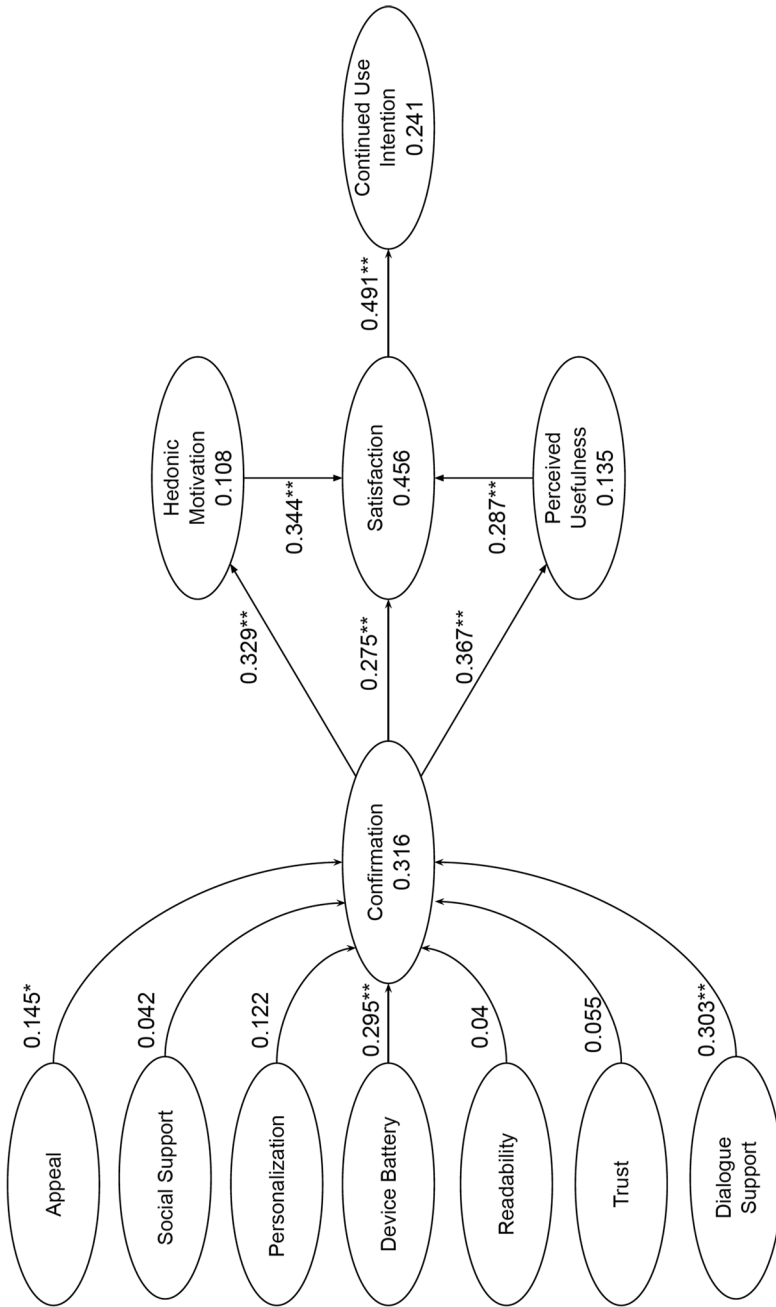 Appeal
Social Support
Personalization
Device Battery
Readability
Trust
Dialogue
Support
0.145*
0.042
0.122
0.295**
0.04
0.055
0.303**
Confirmation
0.316
0.329**
0.275**
0.367**
Hedonic
Motivation
0.108
0.344**
Satisfaction
0.456
0.287**
Perceived
Usefulness
0.135
0.491**
Continued Use
Intention
0.241